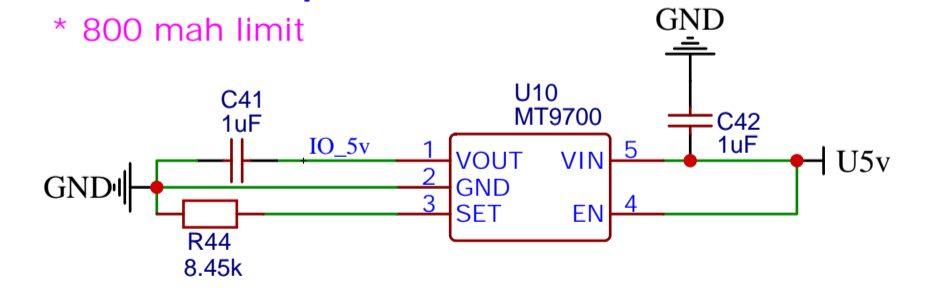 * 800 mah limit
GND
C41
1uF
U10
MT9700
C42
1uF
IO_5v
1
VOUT
VIN
5
U5v
GND
2
GND
3
SET
EN
4
R44
8.45k